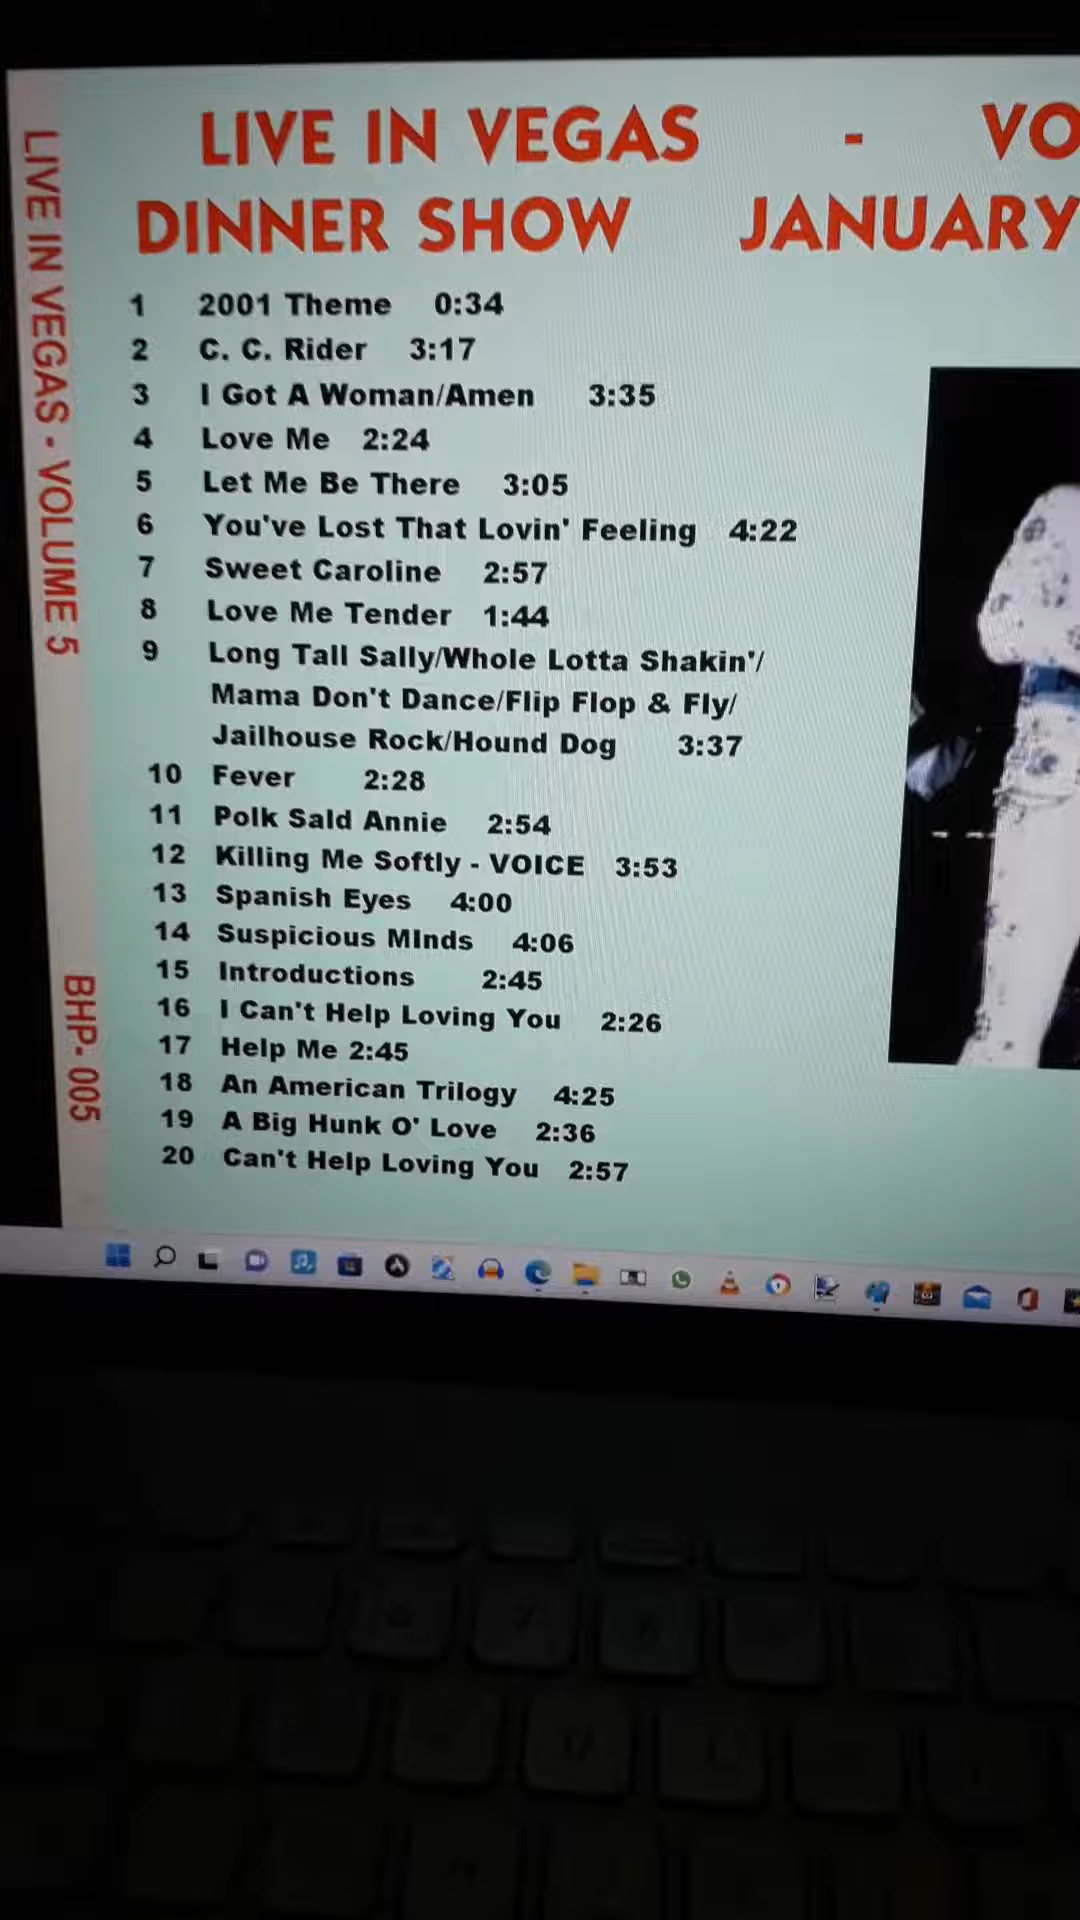 LIVE IN VEGAS - VO
DINNER SHOW JANUARY
1 2001 Theme 0:34
2 C. C. Rider 3:17
3 I Got A Woman/Amen 3:35
4 Love Me 2:24
5 Let Me Be There 3:05
6 You've Lost That Lovin' Feeling 4:22
7 Sweet Caroline 2:57
8 Love Me Tender 1:44
9 Long Tall Sally/Whole Lotta Shakin'/
Mama Don't Dance/Flip Flop & Fly/
Jailhouse Rock/Hound Dog 3:37
10 Fever 2:28
11 Polk Sald Annie 2:54
12 Killing Me Softly - VOICE 3:53
13 Spanish Eyes 4:00
14 Suspicious MInds 4:06
15 Introductions 2:45
16 I Can't Help Loving You 2:26
17 Help Me 2:45
18 An American Trilogy 4:25
19 A Big Hunk O' Love 2:36
20 Can't Help Loving You 2:57
LIVE IN VEGAS - VOLUME 5 BHP- 005